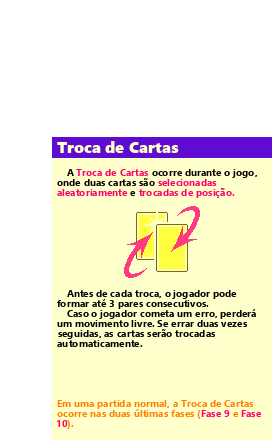 Troca de Cartas
A Troca de Cartas ocorre durante o jogo,
onde duas cartas são selecionadas
aleatoriamente e trocadas de posição.
Antes de cada troca, o jogador pode
formar até 3 pares consecutivos.
Caso o jogador cometa um erro, perderá
um movimento livre. Se errar duas vezes
seguidas, as cartas serão trocadas
automaticamente.
Em uma partida normal, a Troca de Cartas
ocorre nas duas últimas fases (Fase 9 e Fase
10).